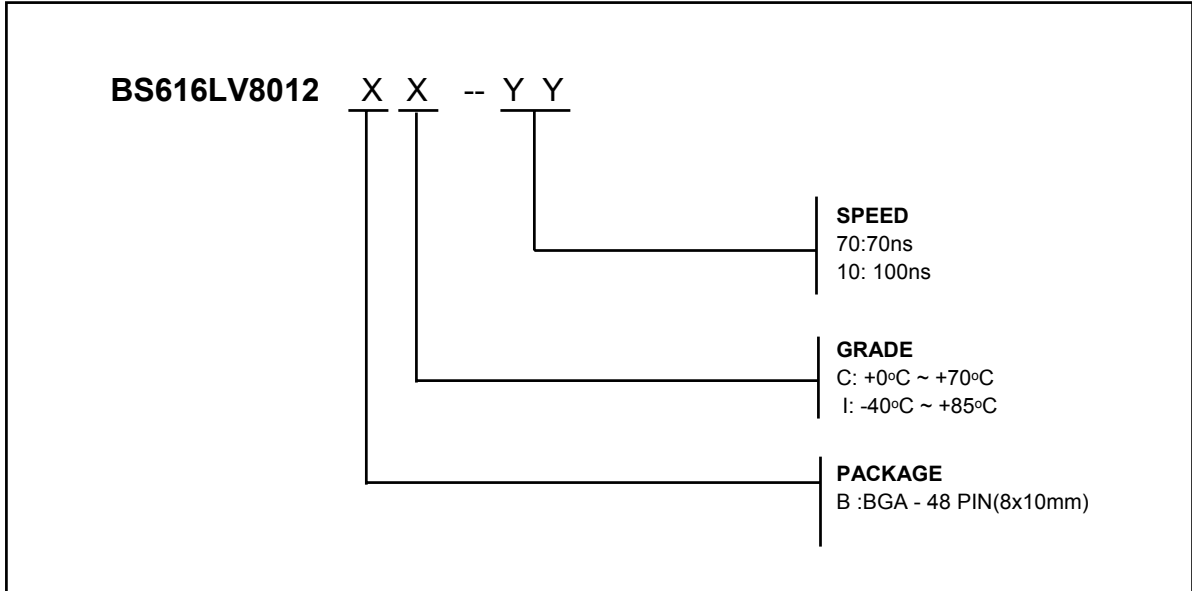 BS616LV8012 X X -- Y Y
SPEED
70:70ns
10: 100ns
GRADE
C: +0oC ~ +70oC
I: -40oC ~ +85oC
PACKAGE
B :BGA - 48 PIN(8x10mm)